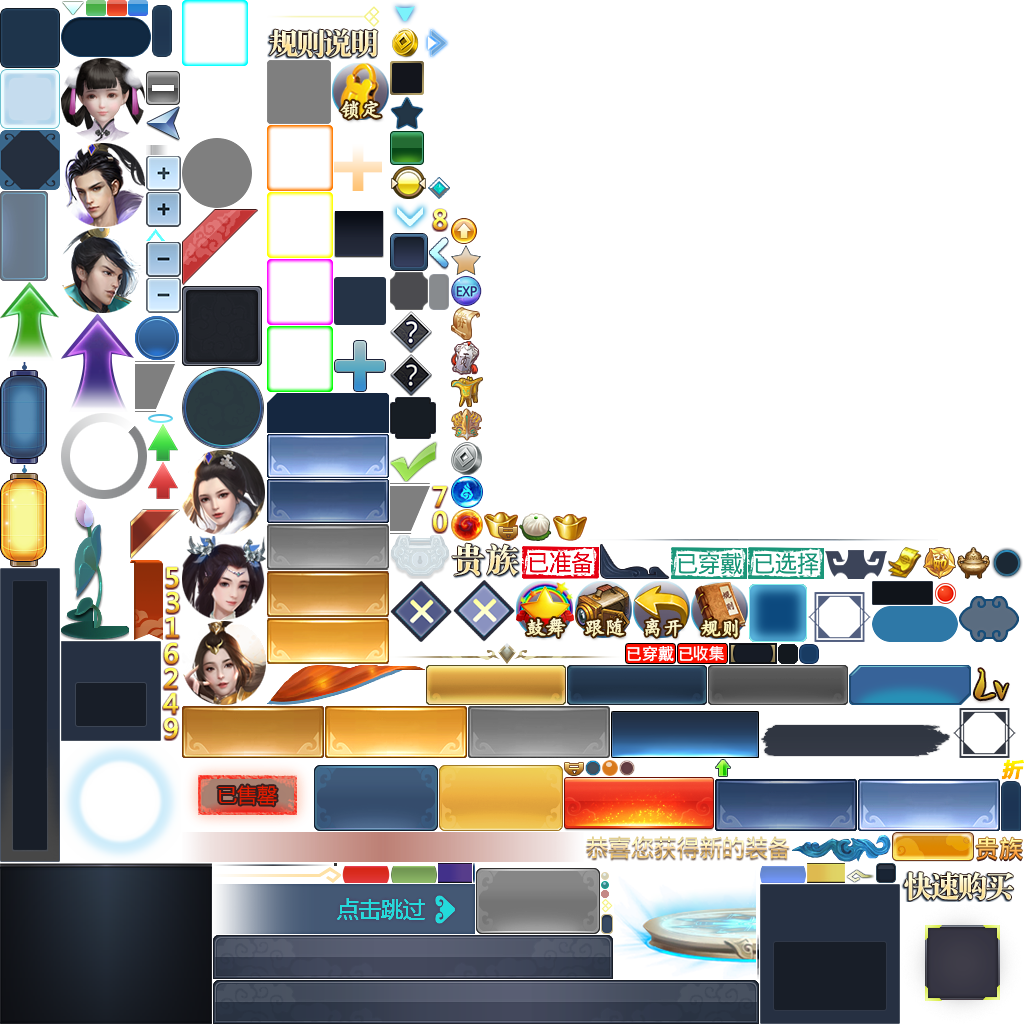 规则说明
锁定
8
EXP
?
?
7
0
贵族
已准备
已穿戴
已选择
5
3
1
6
2
4
9
鼓舞
跟随
离开
规则
已穿戴
已收集
Lv
已售罄
折
恭喜您获得新的装备
贵族
点击跳过
快速购买